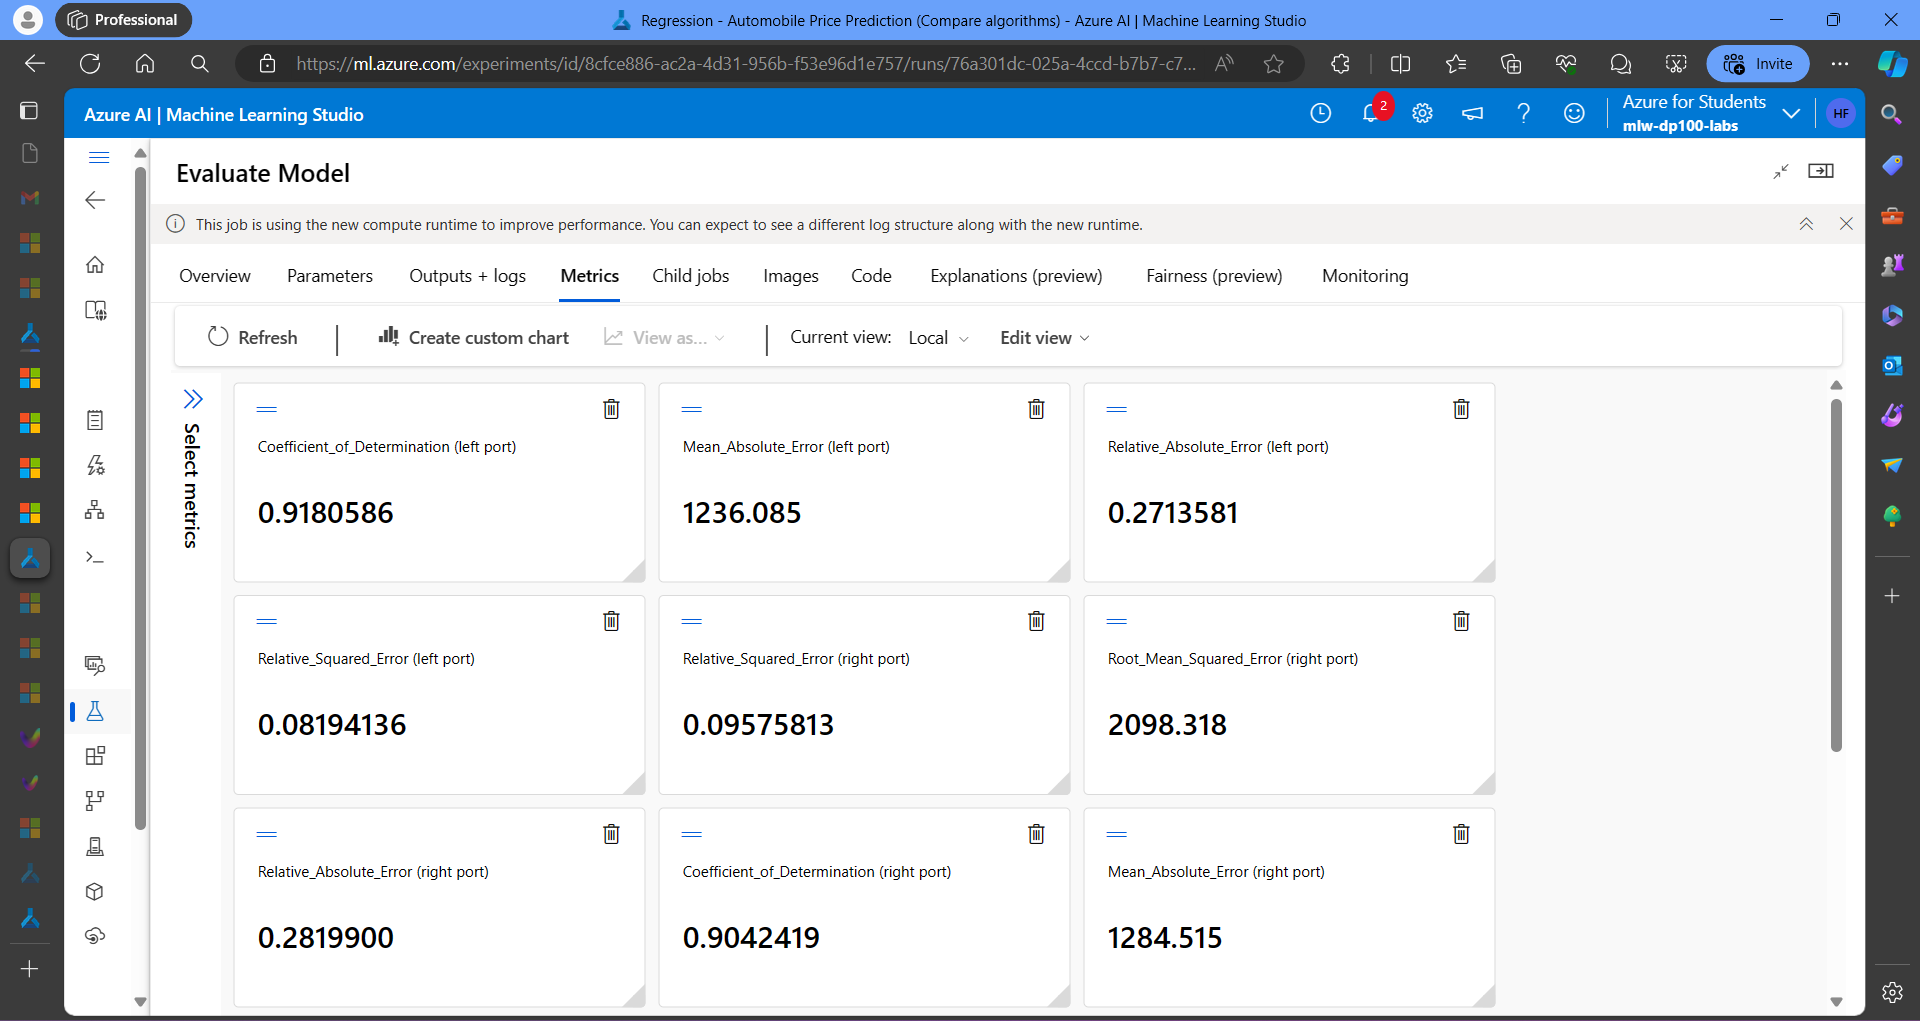 Professional
Regression - Automobile Price Prediction (Compare algorithms) - Azure AI | Machine Learning Studio
https://ml.azure.com/experiments/id/8cfce886-ac2a-4d31-956b-f53e96d1e757/runs/76a301dc-025a-4ccd-b7b7-c7...
Invite
Azure AI | Machine Learning Studio
2
Azure for Students
mlw-dp100-labs
HF
Evaluate Model
This job is using the new compute runtime to improve performance. You can expect to see a different log structure along with the new runtime.
Overview Parameters Outputs + logs Metrics Child jobs Images Code Explanations (preview) Fairness (preview) Monitoring
Refresh Create custom chart View as... Current view: Local Edit view
Select metrics
Coefficient_of_Determination (left port)
0.9180586
Mean_Absolute_Error (left port)
1236.085
Relative_Absolute_Error (left port)
0.2713581
Relative_Squared_Error (left port)
0.08194136
Relative_Squared_Error (right port)
0.09575813
Root_Mean_Squared_Error (right port)
2098.318
Relative_Absolute_Error (right port)
0.2819900
Coefficient_of_Determination (right port)
0.9042419
Mean_Absolute_Error (right port)
1284.515